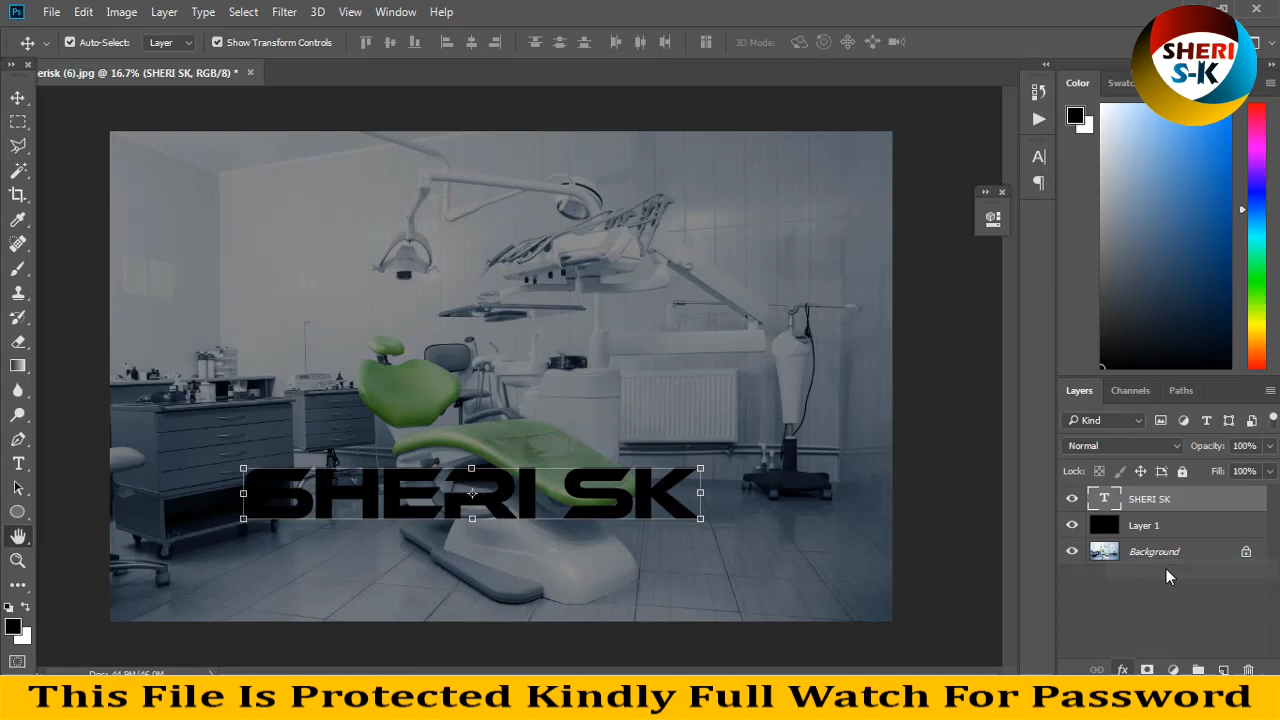 Ps File Edit Image Layer Type Select Filter 3D View Window Help
Auto-Select: Layer Show Transform Controls 3D Mode:
SHERI
S-K
erisk (6).jpg @ 16.7% (SHERI SK, RGB/8) *
Color
Layers Channels Paths
Kind
Normal Opacity: 100%
Lock: Fill: 100%
T SHERI SK
Layer 1
Background
SHERI SK
fx
This File Is Protected Kindly Full Watch For Password